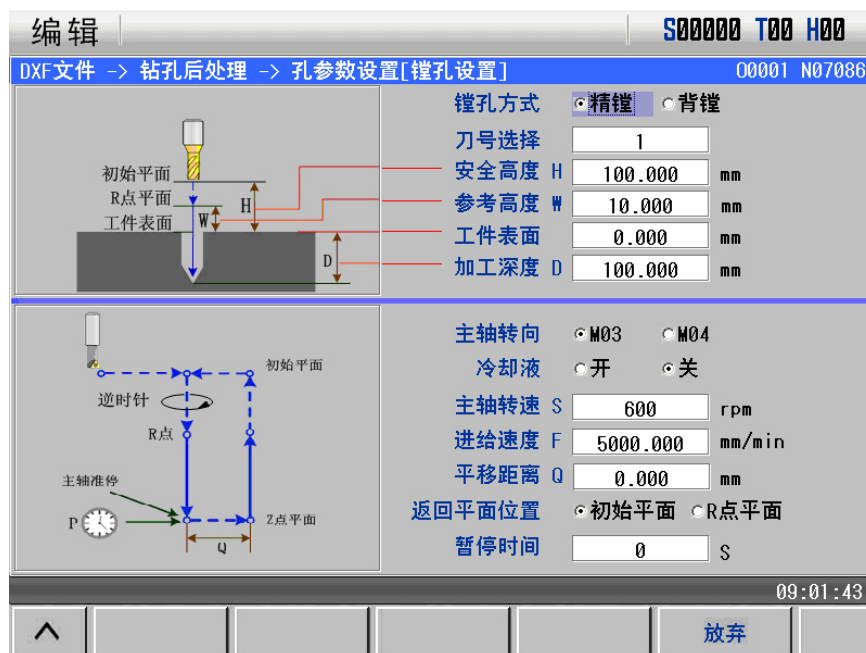 编辑 S00000 T00 H00
DXF文件 -> 钻孔后处理 -> 孔参数设置[镗孔设置] O0001 N07086
镗孔方式 精镗 背镗
刀号选择 1
安全高度 H 100.000 mm
参考高度 W 10.000 mm
工件表面 0.000 mm
加工深度 D 100.000 mm
初始平面
R点平面
工件表面
H
W
D
主轴转向 M03 M04
冷却液 开 关
主轴转速 S 600 rpm
进给速度 F 5000.000 mm/min
平移距离 Q 0.000 mm
返回平面位置 初始平面 R点平面
暂停时间 0 S
初始平面
逆时针
R点
主轴准停
P
Z点平面
Q
09:01:43
放弃